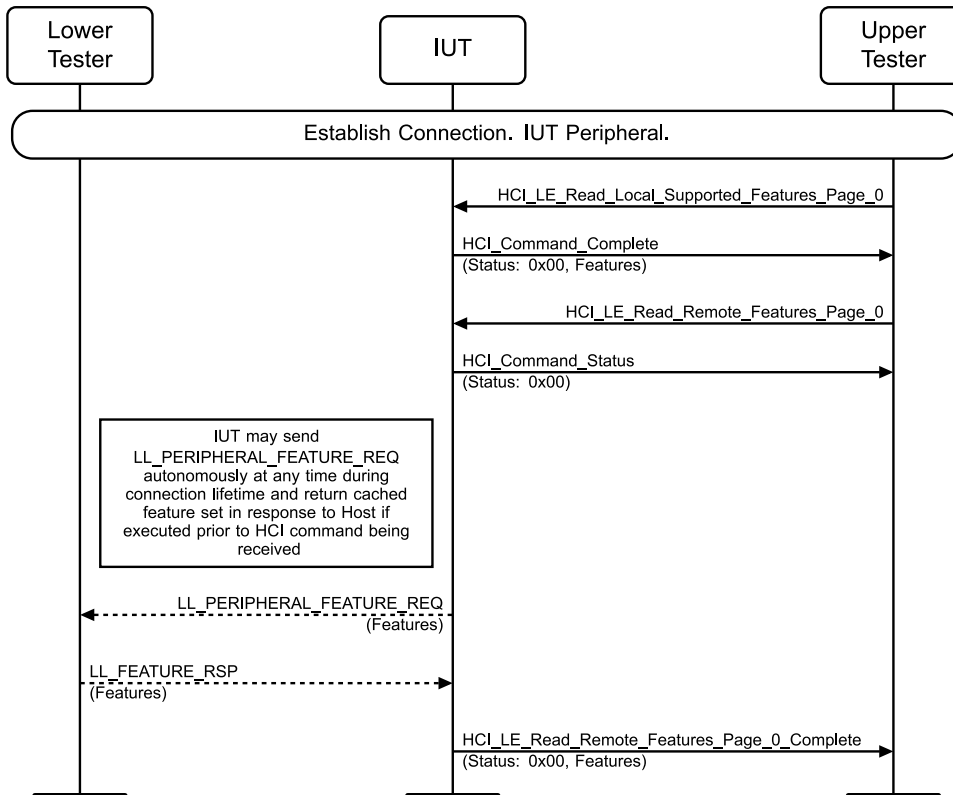 Lower
Tester
IUT
Upper
Tester
Establish Connection. IUT Peripheral.
HCI_LE_Read_Local_Supported_Features_Page_0
HCI_Command_Complete
(Status: 0x00, Features)
HCI_LE_Read_Remote_Features_Page_0
HCI_Command_Status
(Status: 0x00)
IUT may send
LL_PERIPHERAL_FEATURE_REQ
autonomously at any time during
connection lifetime and return cached
feature set in response to Host if
executed prior to HCI command being
received
LL_PERIPHERAL_FEATURE_REQ
(Features)
LL_FEATURE_RSP
(Features)
HCI_LE_Read_Remote_Features_Page_0_Complete
(Status: 0x00, Features)